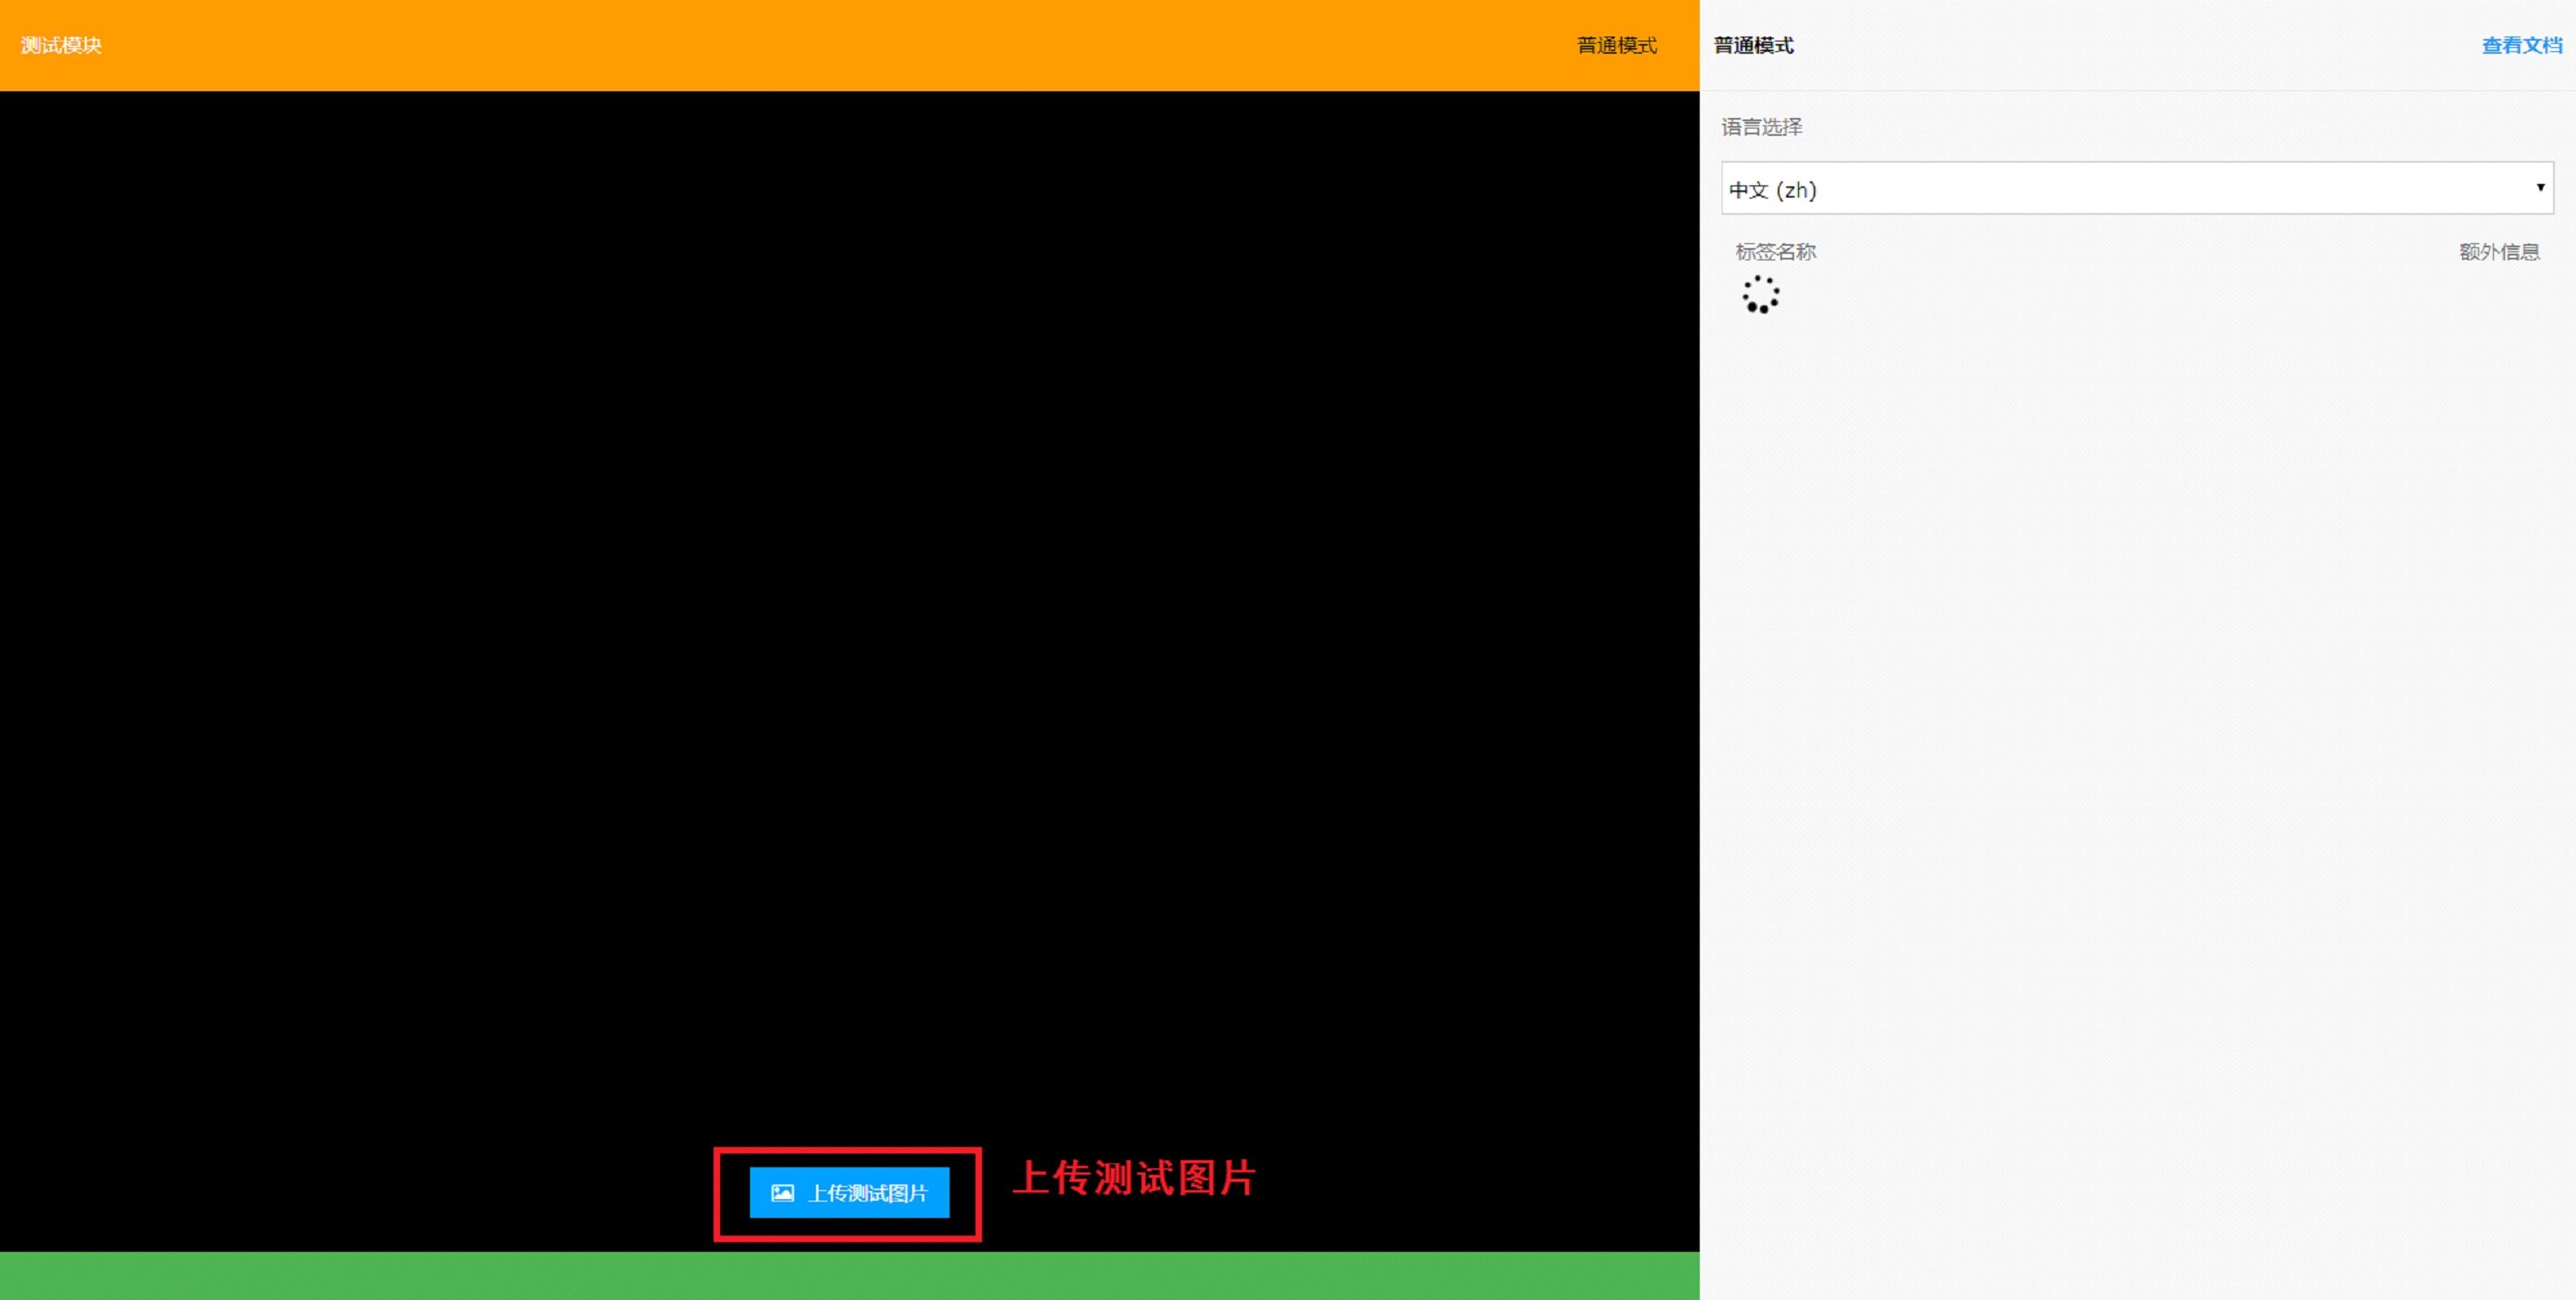 测试模块
普通模式
普通模式
查看文档
语言选择
中文 (zh)
标签名称
额外信息
上传测试图片
上传测试图片